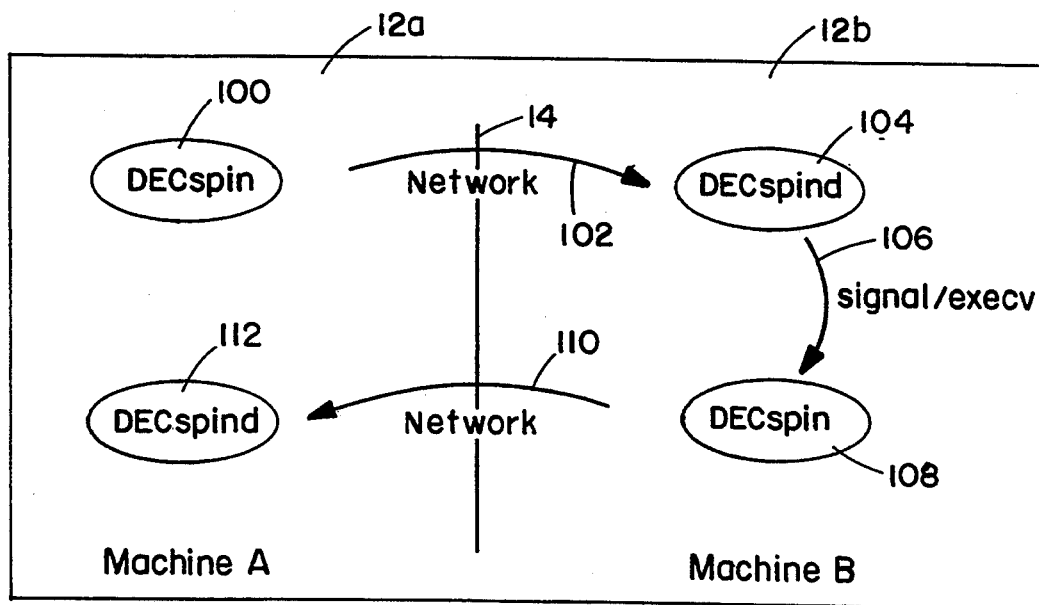 12a
12b
100
14
104
DECspin
Network
DECspind
102
106
signal/execv
112
110
DECspind
Network
DECspin
108
Machine A
Machine B